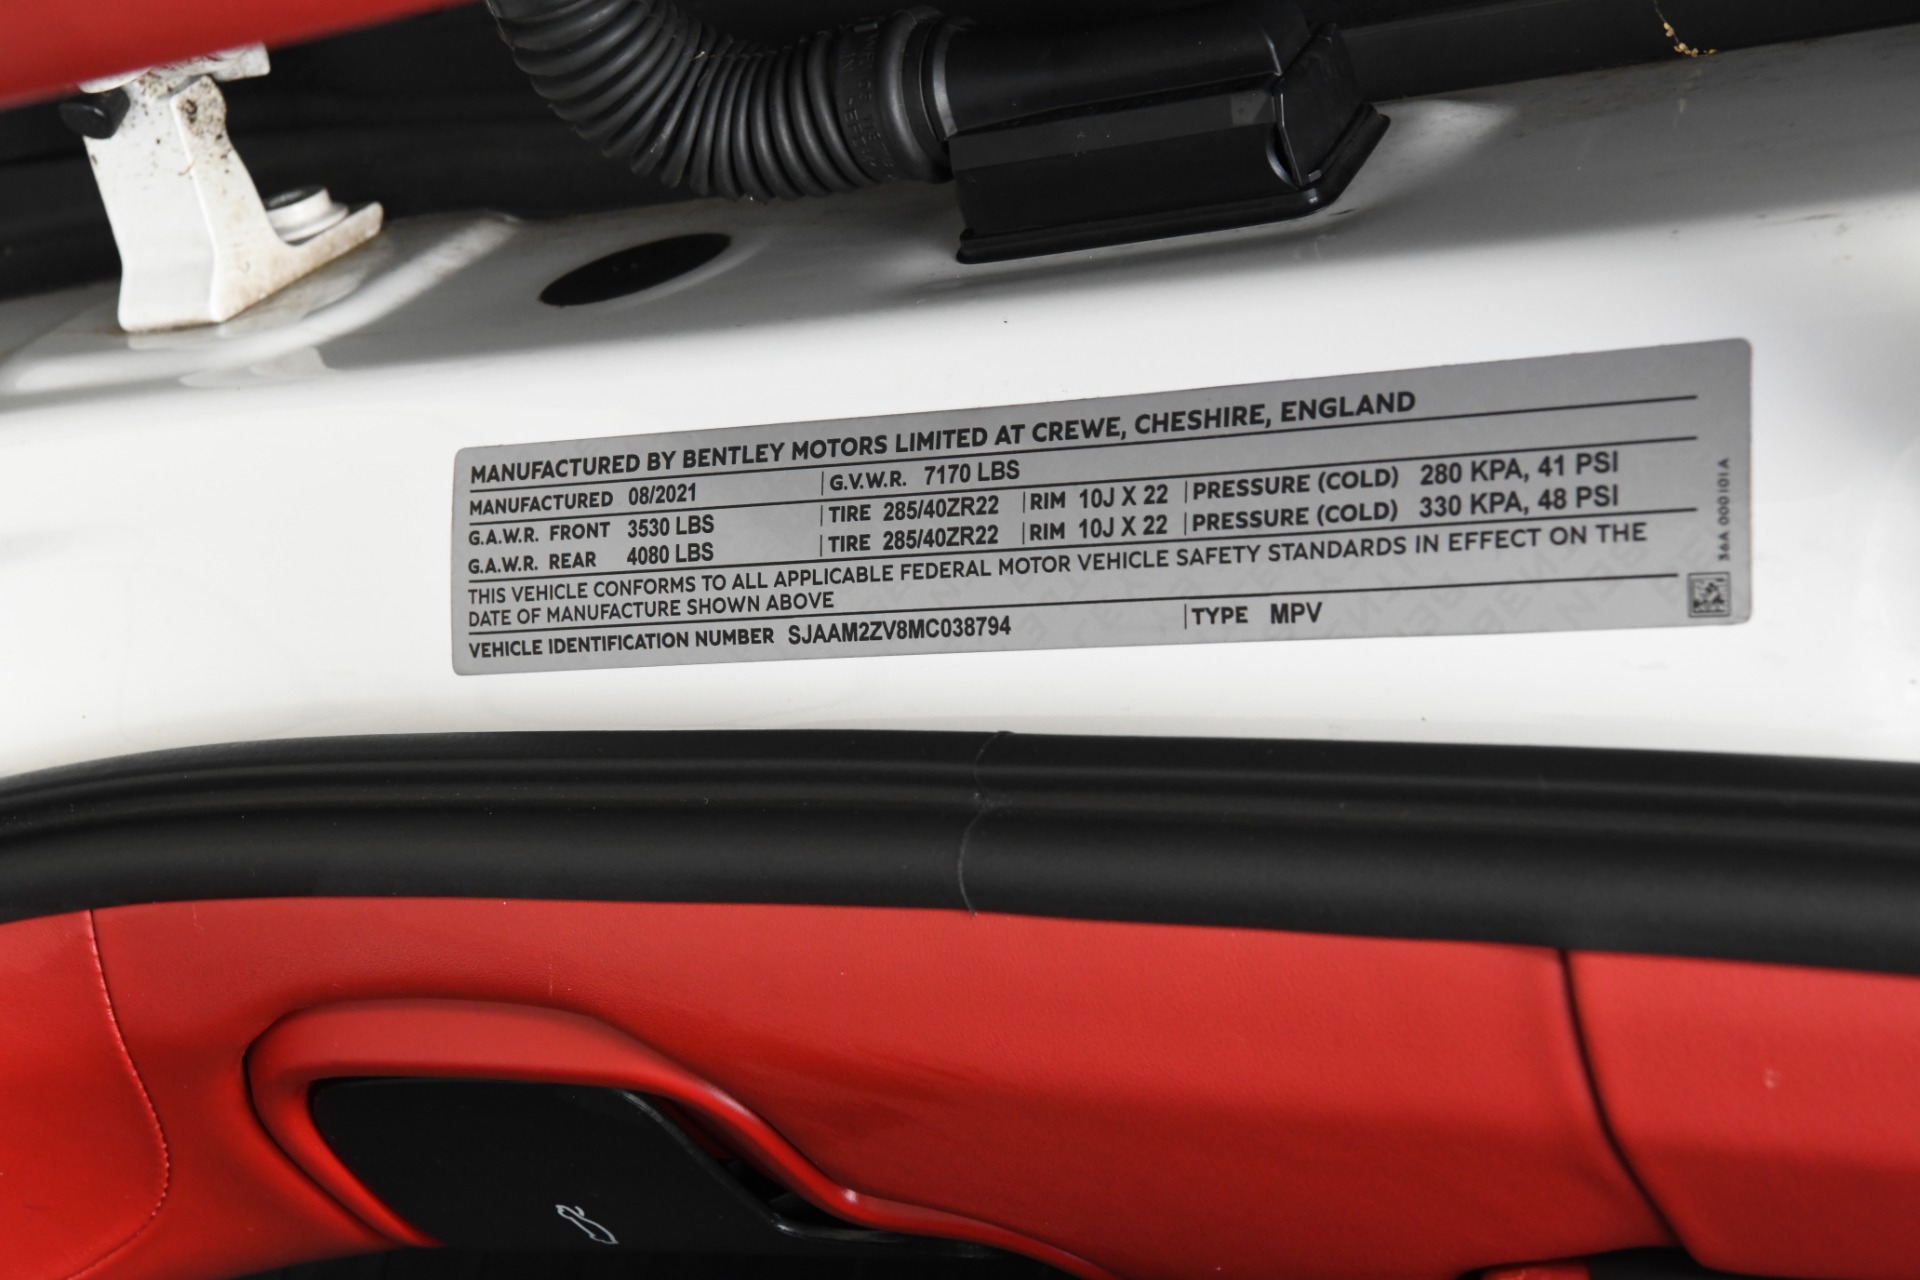 MANUFACTURED BY BENTLEY MOTORS LIMITED AT CREWE, CHESHIRE, ENGLAND
MANUFACTURED 08/2021 G.V.W.R. 7170 LBS
G.A.W.R. FRONT 3530 LBS TIRE 285/40ZR22 RIM 10J X 22 PRESSURE (COLD) 280 KPA, 41 PSI
G.A.W.R. REAR 4080 LBS TIRE 285/40ZR22 RIM 10J X 22 PRESSURE (COLD) 330 KPA, 48 PSI
THIS VEHICLE CONFORMS TO ALL APPLICABLE FEDERAL MOTOR VEHICLE SAFETY STANDARDS IN EFFECT ON THE
DATE OF MANUFACTURE SHOWN ABOVE
VEHICLE IDENTIFICATION NUMBER SJAAM2ZV8MC038794 TYPE MPV
36A 000101A